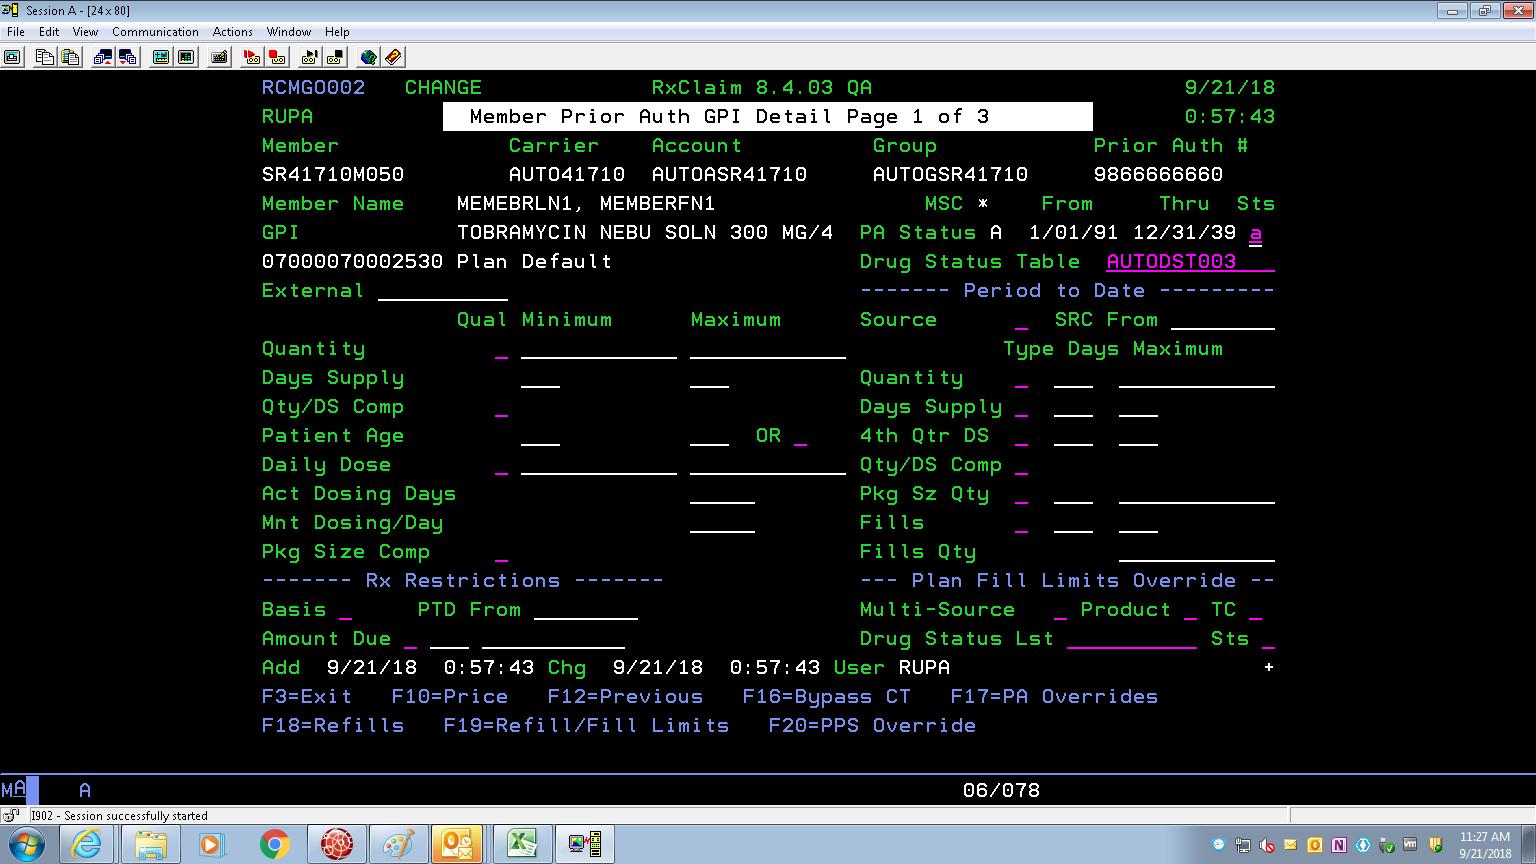 Session A - [24 x 80]
File Edit View Communication Actions Window Help
RCMGO002 CHANGE RxClaim 8.4.03 QA 9/21/18
RUPA Member Prior Auth GPI Detail Page 1 of 3 0:57:43
Member Carrier Account Group Prior Auth #
SR41710M050 AUTO41710 AUTOASR41710 AUTOGSR41710 9866666660
Member Name MEMEBRLN1, MEMBERFN1 MSC * From Thru Sts
GPI TOBRAMYCIN NEBU SOLN 300 MG/4 PA Status A 1/01/91 12/31/39 a
07000070002530 Plan Default Drug Status Table AUTODST003
External ------- Period to Date ---------
Qual Minimum Maximum Source _ SRC From
Quantity _ Type Days Maximum
Days Supply Quantity _
Qty/DS Comp _ Days Supply _
Patient Age OR _ 4th Qtr DS _
Daily Dose _ Qty/DS Comp _
Act Dosing Days Pkg Sz Qty _
Mnt Dosing/Day Fills _
Pkg Size Comp _ Fills Qty
------- Rx Restrictions ------- --- Plan Fill Limits Override --
Basis _ PTD From Multi-Source _ Product _ TC _
Amount Due _ Drug Status Lst Sts _
Add 9/21/18 0:57:43 Chg 9/21/18 0:57:43 User RUPA +
F3=Exit F10=Price F12=Previous F16=Bypass CT F17=PA Overrides
F18=Refills F19=Refill/Fill Limits F20=PPS Override
MA A 06/078
I902 - Session successfully started
11:27 AM
9/21/2018